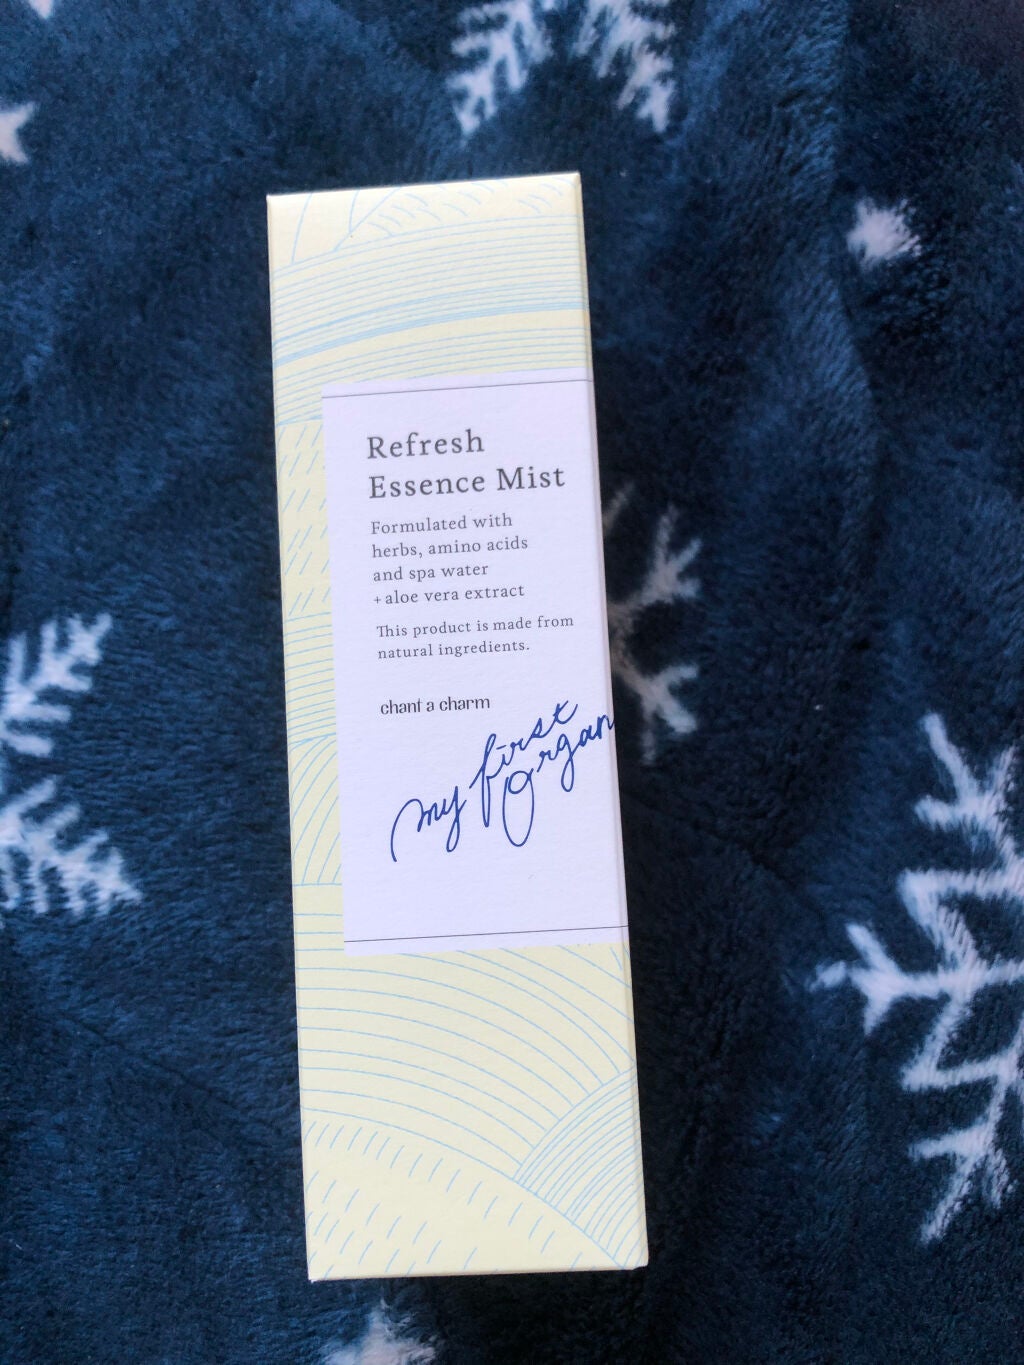 Refresh
Essence Mist
Formulated with
herbs, amino acids
and spa water
+aloe vera extract
This product is made from
natural ingredients.
chant a charm
my first
Organ